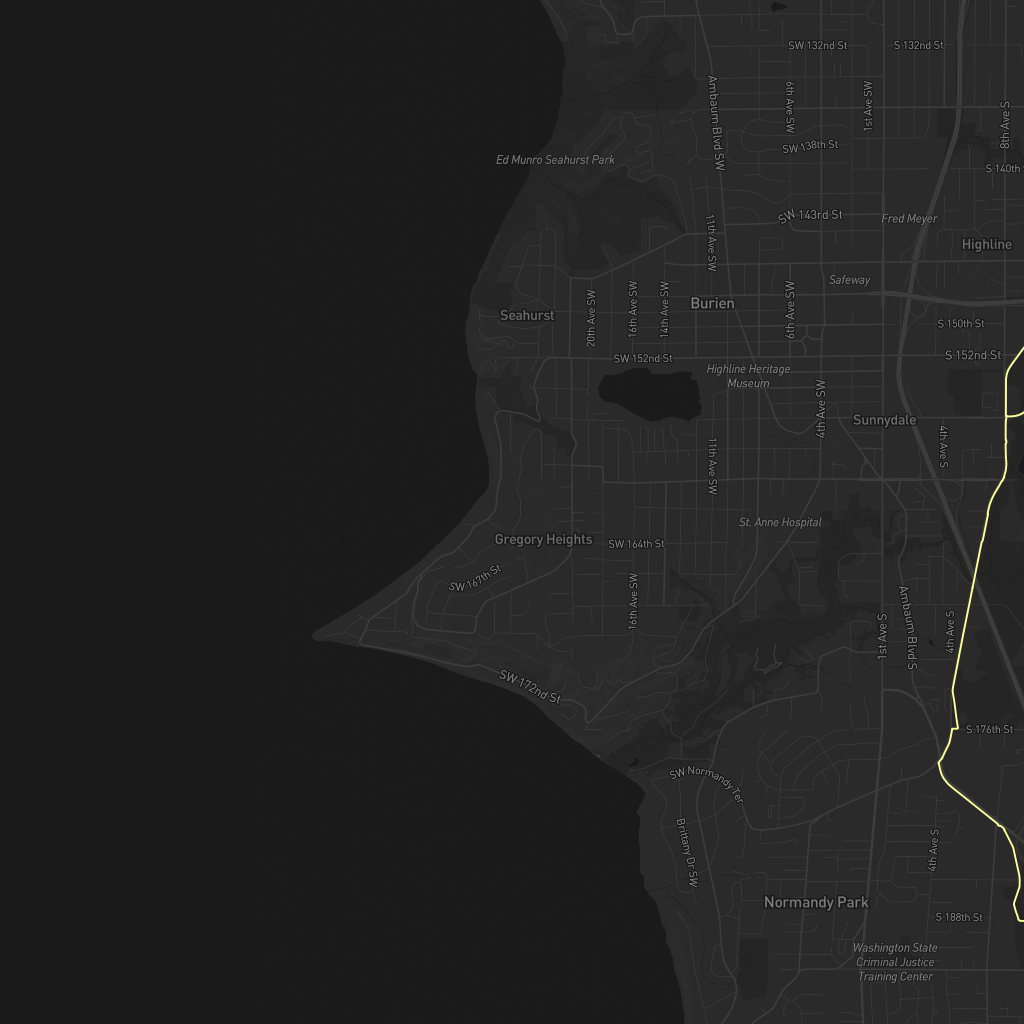 SW 132nd St
S 132nd St
6th Ave SW
1st Ave SW
Ambaum Blvd SW
8th Ave S
SW 138th St
Ed Munro Seahurst Park
S 140th
SW 143rd St
Fred Meyer
11th Ave SW
Highline
Safeway
20th Ave SW
16th Ave SW
14th Ave SW
Burien
6th Ave SW
Seahurst
S 150th St
SW 152nd St
S 152nd St
Highline Heritage
Museum
4th Ave SW
Sunnydale
4th Ave S
11th Ave SW
St. Anne Hospital
Gregory Heights
SW 164th St
SW 167th St
16th Ave SW
Ambaum Blvd S
1st Ave S
4th Ave S
SW 172nd St
S 176th St
SW Normandy Ter
Brittany Dr SW
4th Ave S
Normandy Park
S 188th St
Washington State
Criminal Justice
Training Center